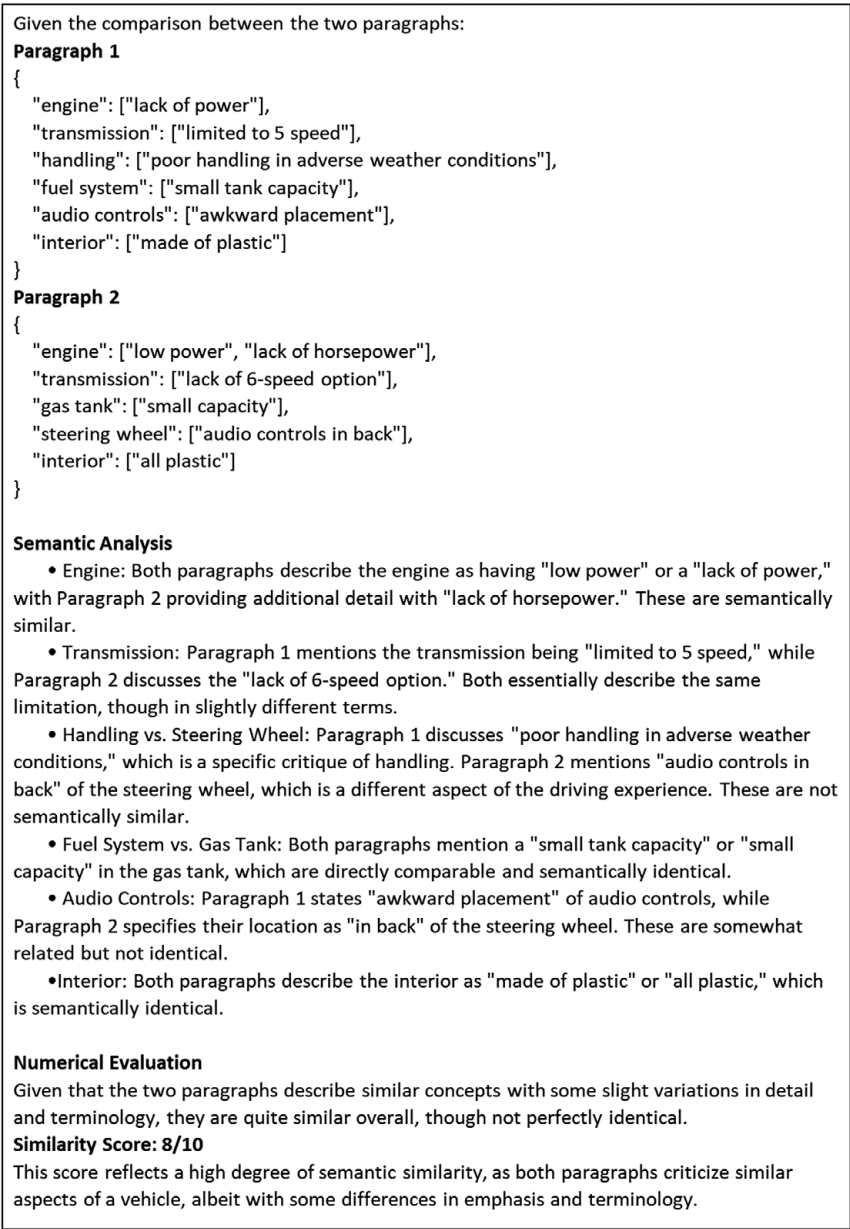 Given the comparison between the two paragraphs:
Paragraph 1
{
"engine": ["lack of power"],
"transmission": ["limited to 5 speed"],
"handling": ["poor handling in adverse weather conditions"],
"fuel system": ["small tank capacity"],
"audio controls": ["awkward placement"],
"interior": ["made of plastic"]
}
Paragraph 2
{
"engine": ["low power", "lack of horsepower"],
"transmission": ["lack of 6-speed option"],
"gas tank": ["small capacity"],
"steering wheel": ["audio controls in back"],
"interior": ["all plastic"]
}
Semantic Analysis
• Engine: Both paragraphs describe the engine as having "low power" or a "lack of power,"
with Paragraph 2 providing additional detail with "lack of horsepower." These are semantically
similar.
• Transmission: Paragraph 1 mentions the transmission being "limited to 5 speed," while
Paragraph 2 discusses the "lack of 6-speed option." Both essentially describe the same
limitation, though in slightly different terms.
• Handling vs. Steering Wheel: Paragraph 1 discusses "poor handling in adverse weather
conditions," which is a specific critique of handling. Paragraph 2 mentions "audio controls in
back" of the steering wheel, which is a different aspect of the driving experience. These are not
semantically similar.
• Fuel System vs. Gas Tank: Both paragraphs mention a "small tank capacity" or "small
capacity" in the gas tank, which are directly comparable and semantically identical.
• Audio Controls: Paragraph 1 states "awkward placement" of audio controls, while
Paragraph 2 specifies their location as "in back" of the steering wheel. These are somewhat
related but not identical.
•Interior: Both paragraphs describe the interior as "made of plastic" or "all plastic," which
is semantically identical.
Numerical Evaluation
Given that the two paragraphs describe similar concepts with some slight variations in detail
and terminology, they are quite similar overall, though not perfectly identical.
Similarity Score: 8/10
This score reflects a high degree of semantic similarity, as both paragraphs criticize similar
aspects of a vehicle, albeit with some differences in emphasis and terminology.